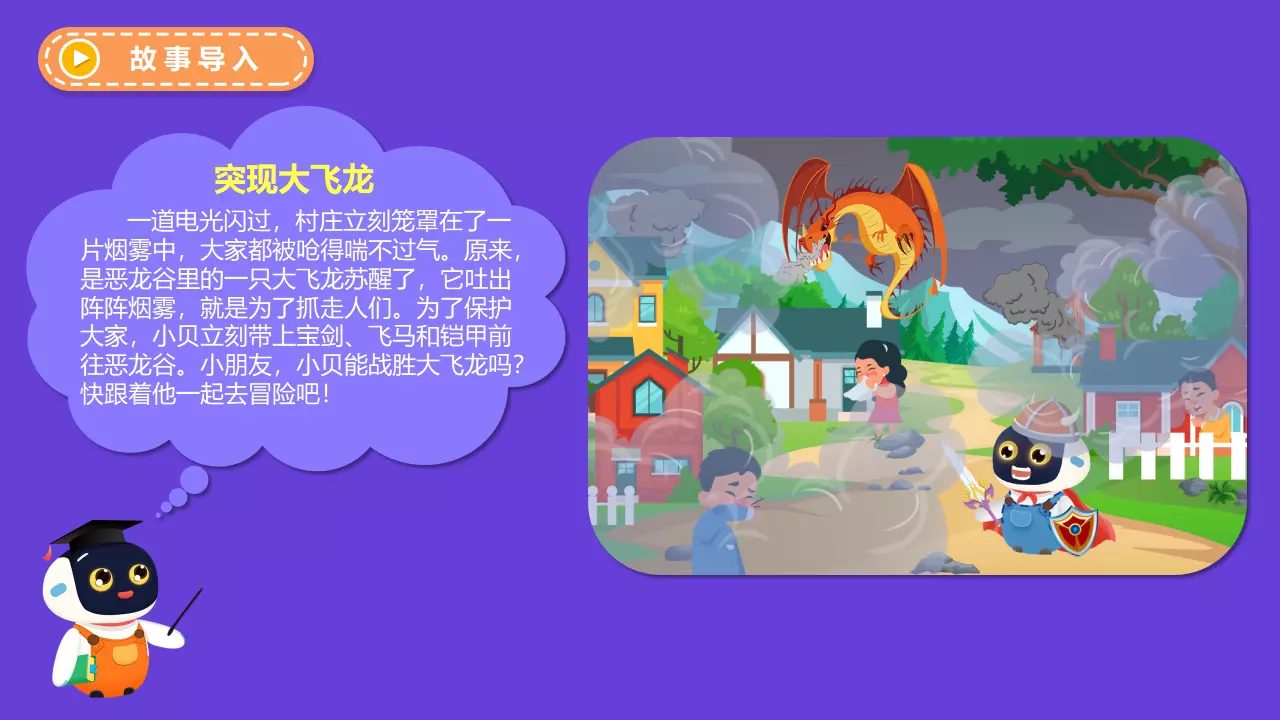 故事导入
突现大飞龙
一道电光闪过，村庄立刻笼罩在了一
片烟雾中，大家都被呛得喘不过气。原来，
是恶龙谷里的一只大飞龙苏醒了，它吐出
阵阵烟雾，就是为了抓走人们。为了保护
大家，小贝立刻带上宝剑、飞马和铠甲前
往恶龙谷。小朋友，小贝能战胜大飞龙吗？
快跟着他一起去冒险吧！